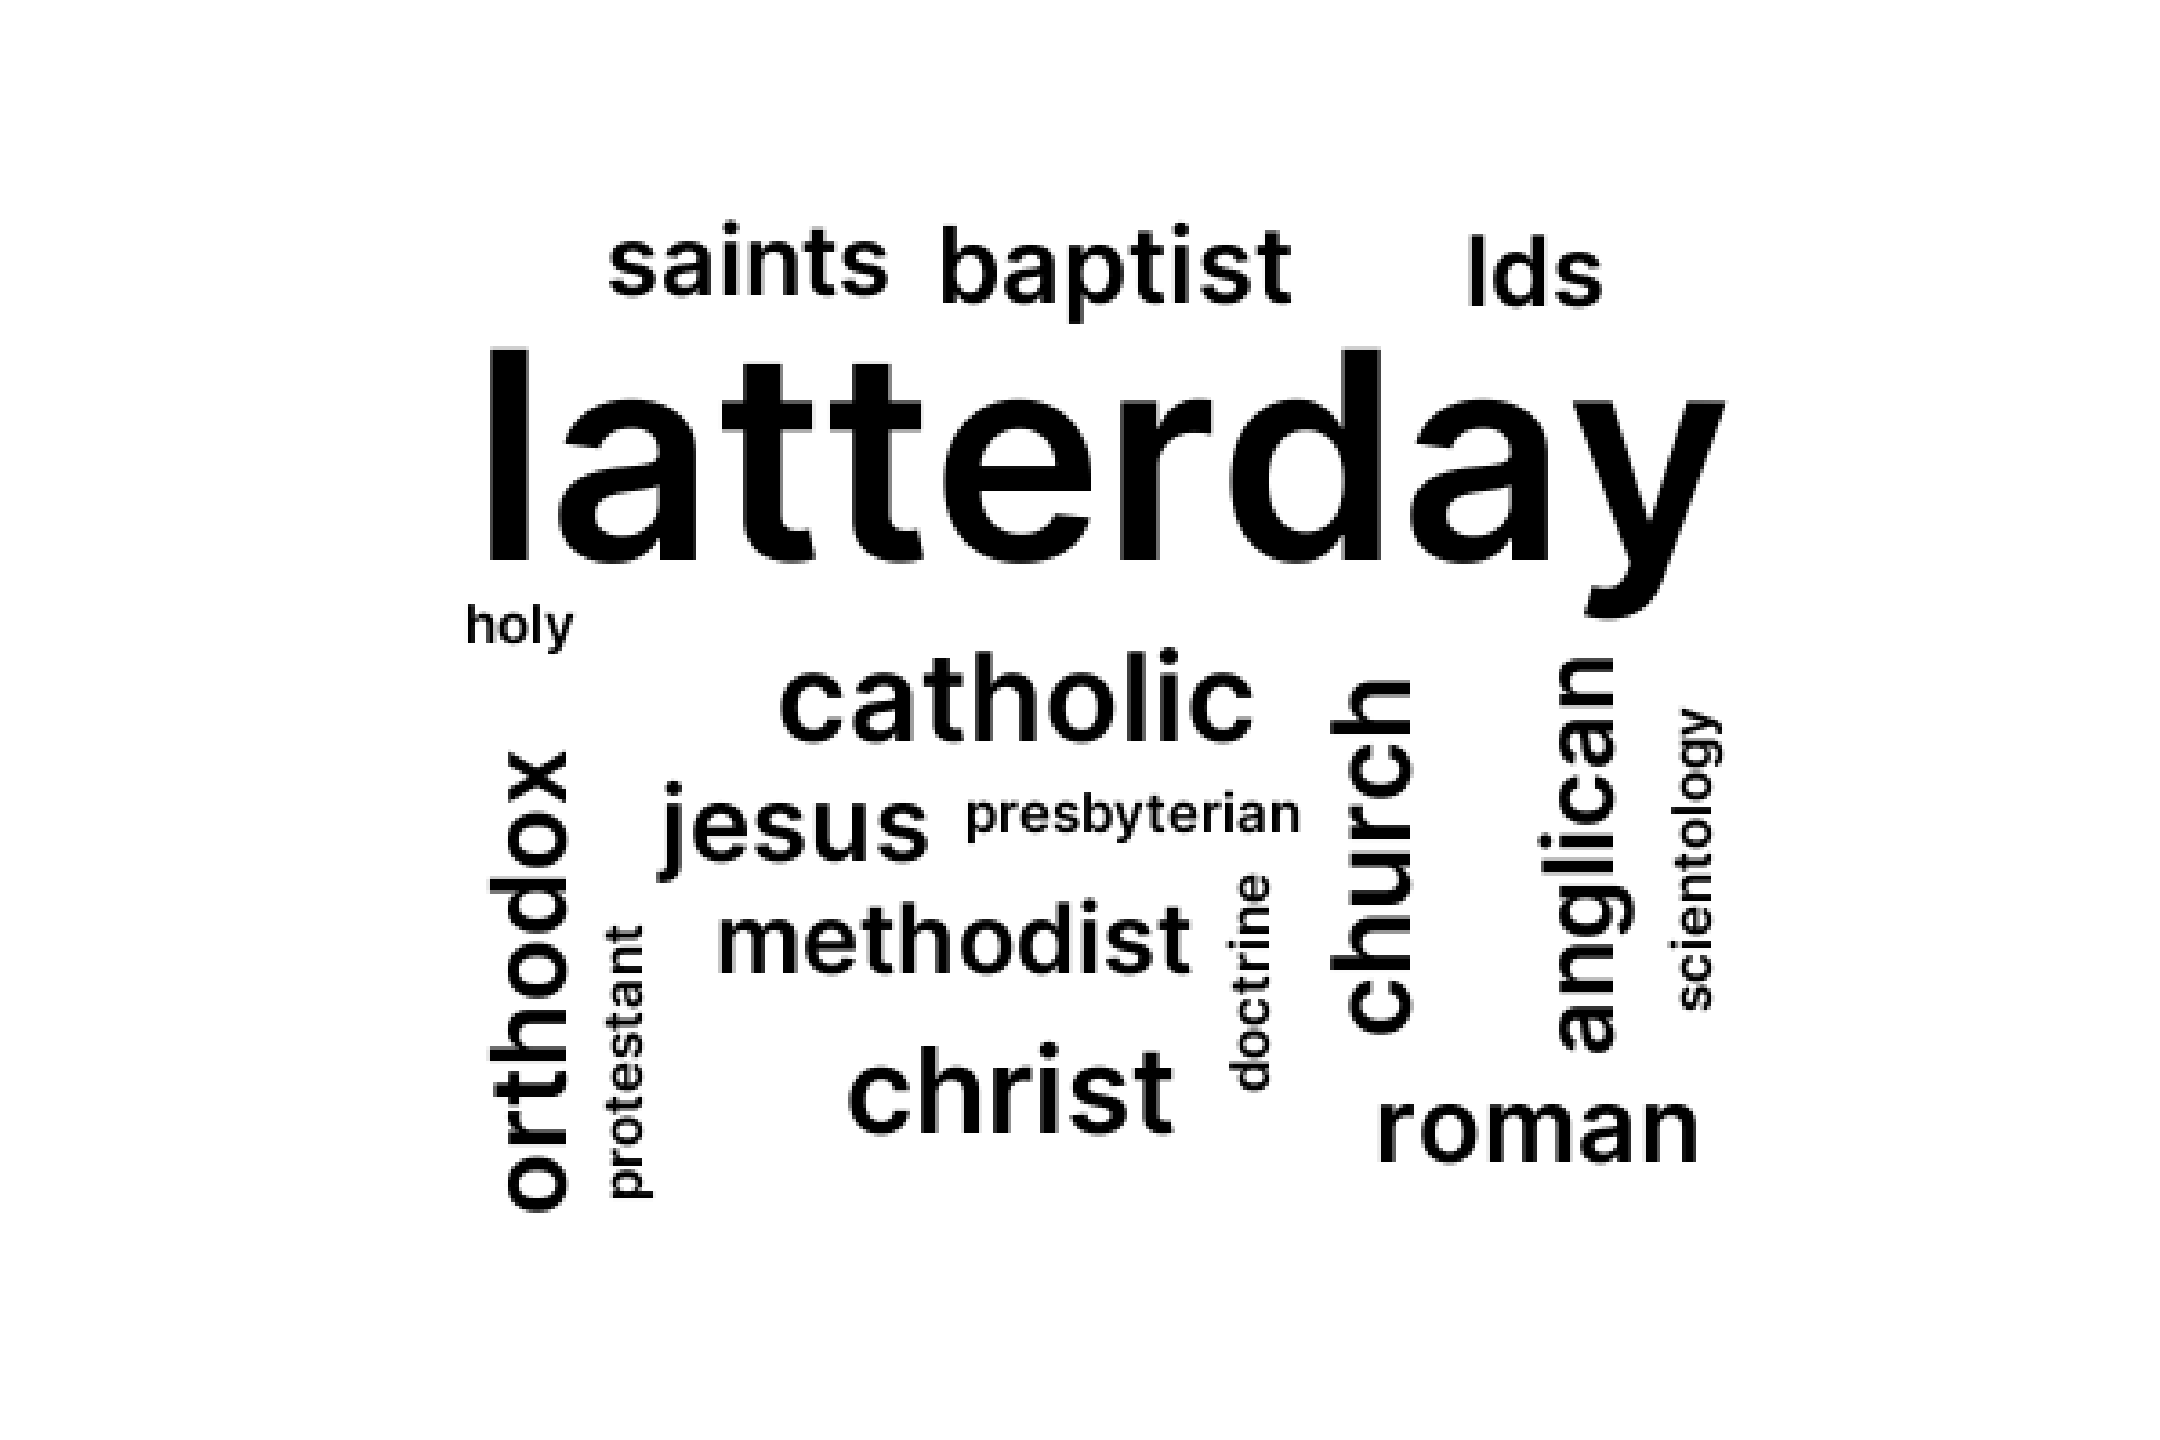 saints baptist lds
latterday
holy
catholic
church
anglican
scientology
orthodox
jesus presbyterian
methodist
doctrine
protestant
christ
roman